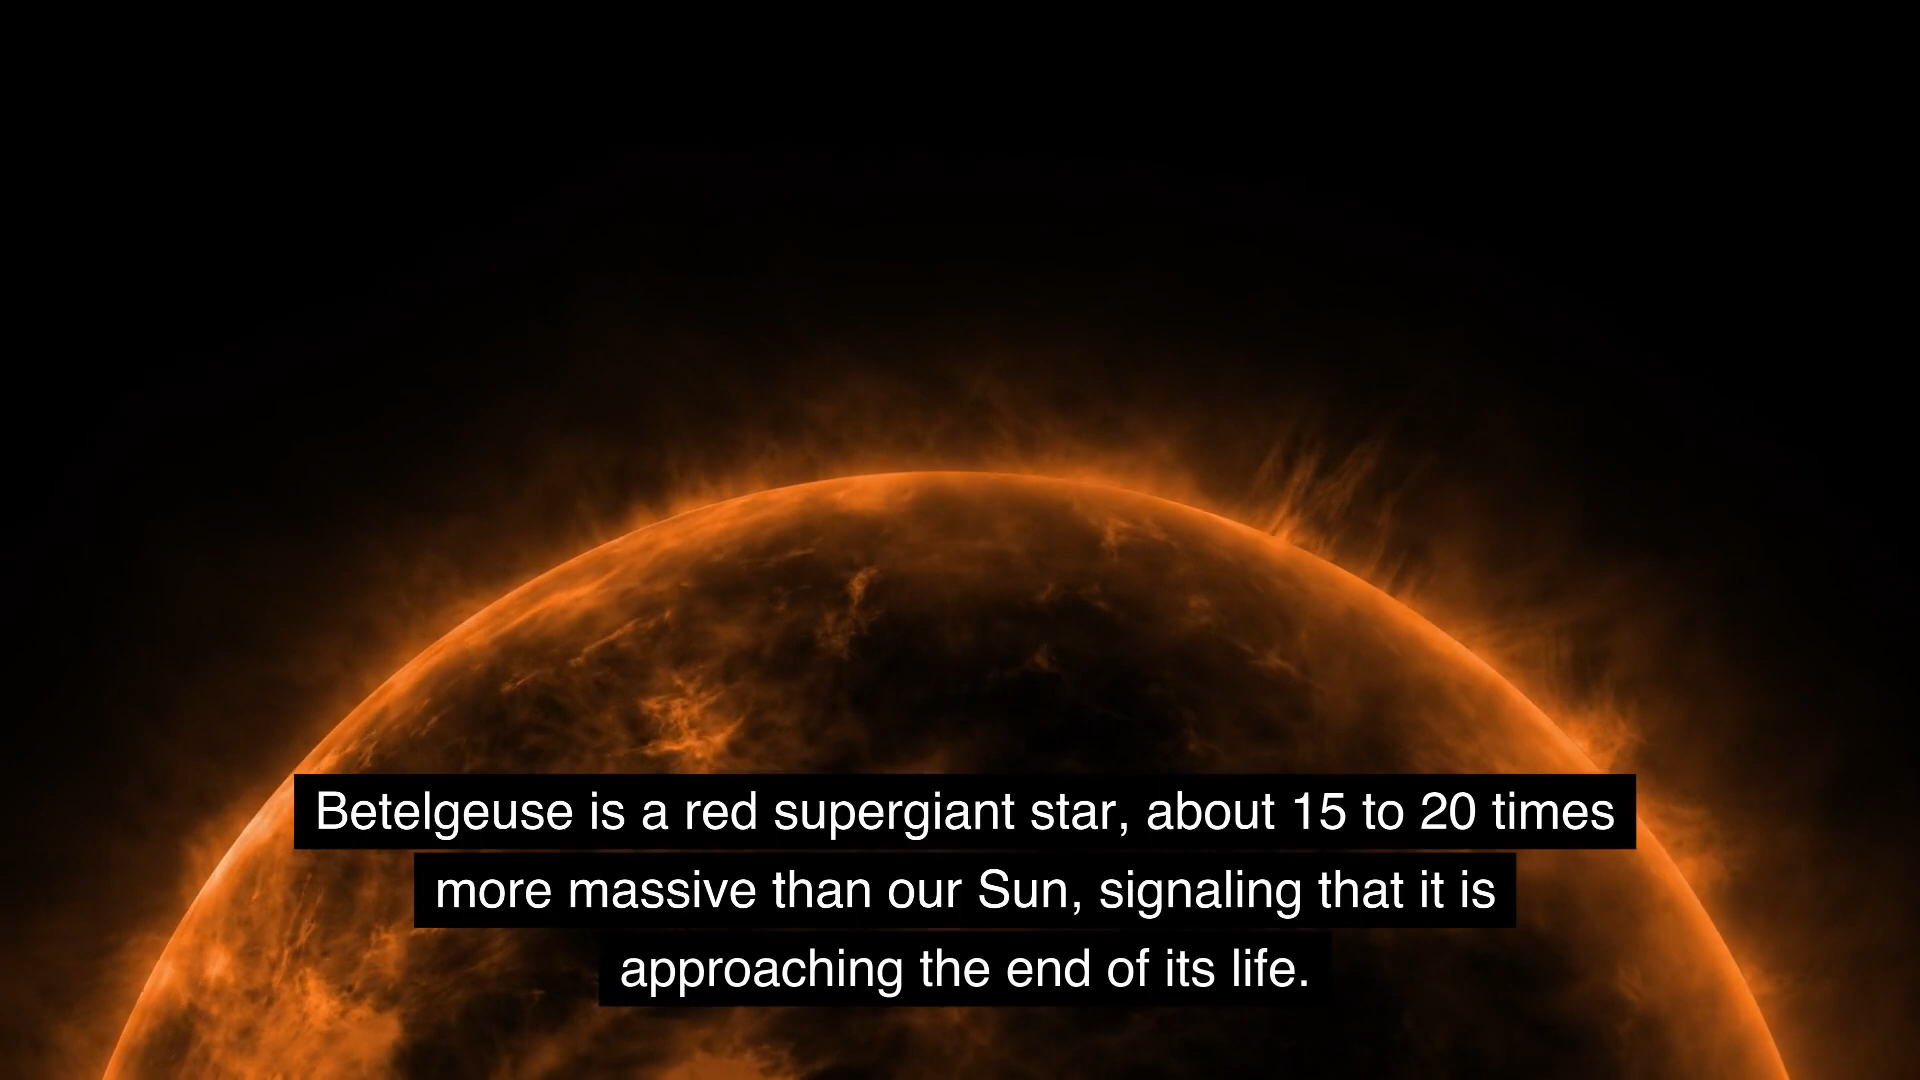 Betelgeuse is a red supergiant star, about 15 to 20 times
more massive than our Sun, signaling that it is
approaching the end of its life.